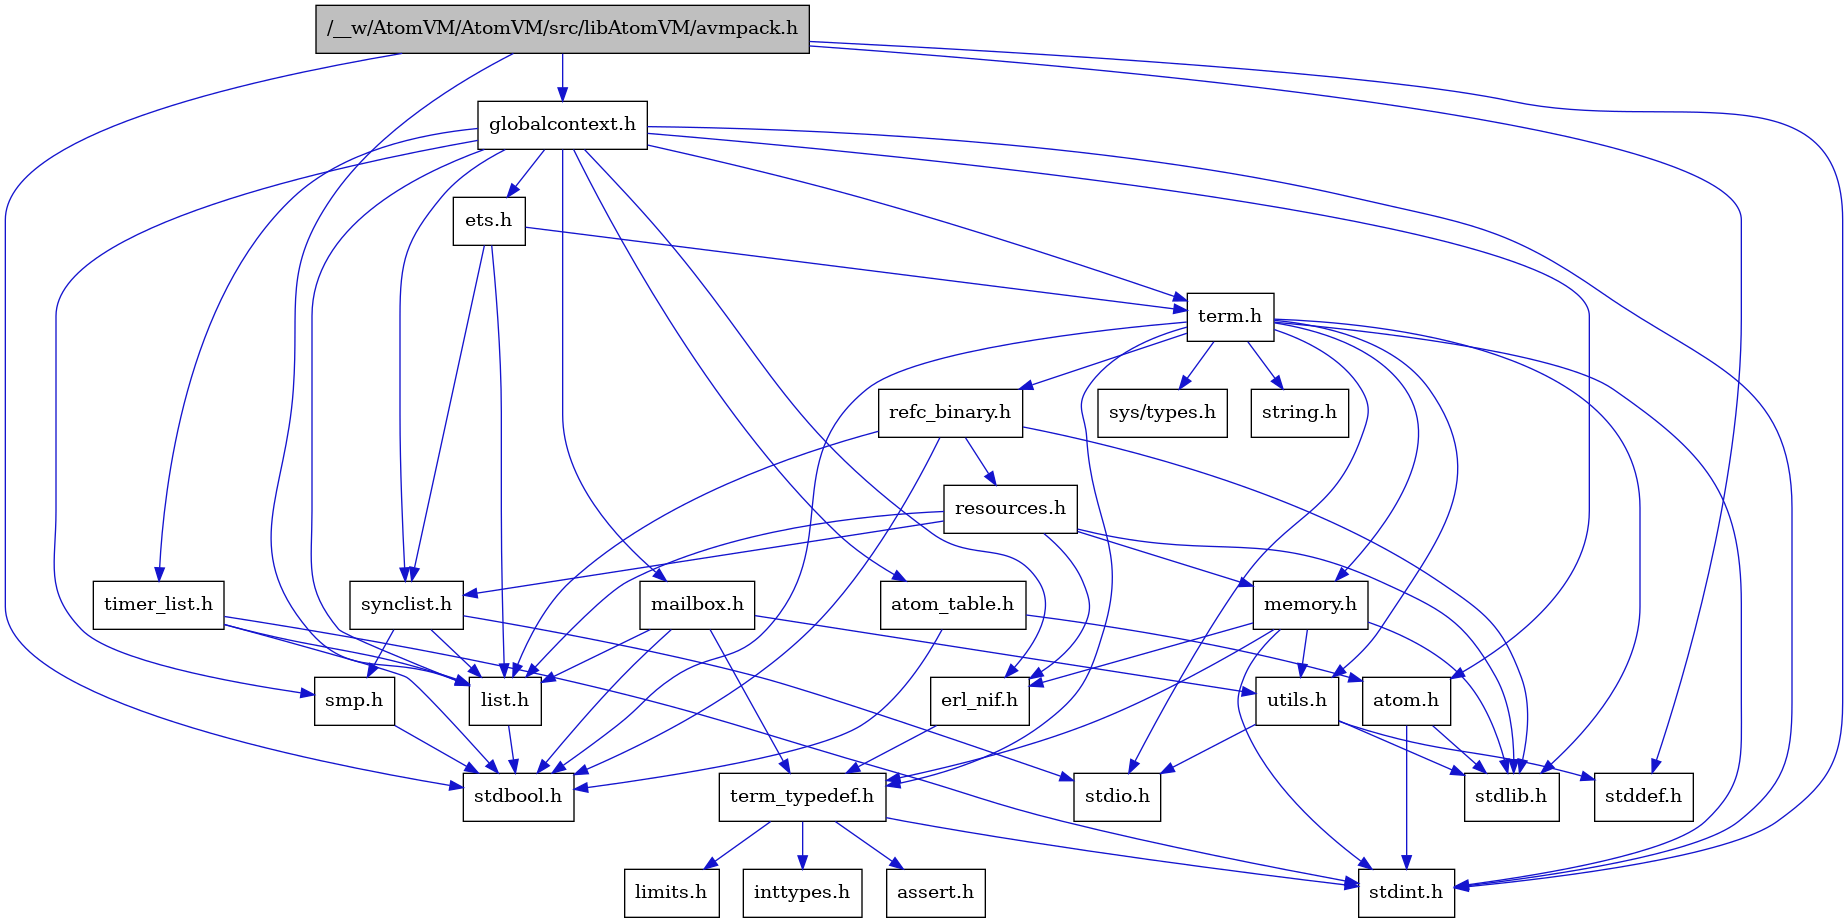 /__w/AtomVM/AtomVM/src/libAtomVM/avmpack.h
globalcontext.h
ets.h
term.h
refc_binary.h
sys/types.h
string.h
resources.h
timer_list.h
synclist.h
mailbox.h
atom_table.h
memory.h
smp.h
list.h
erl_nif.h
utils.h
atom.h
stdbool.h
term_typedef.h
stdio.h
stdlib.h
stddef.h
limits.h
inttypes.h
assert.h
stdint.h